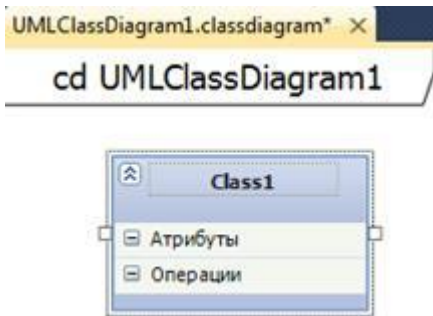 UMLClassDiagram1.classdiagram*
cd UMLClassDiagram1
Class1
Атрибуты
Операции